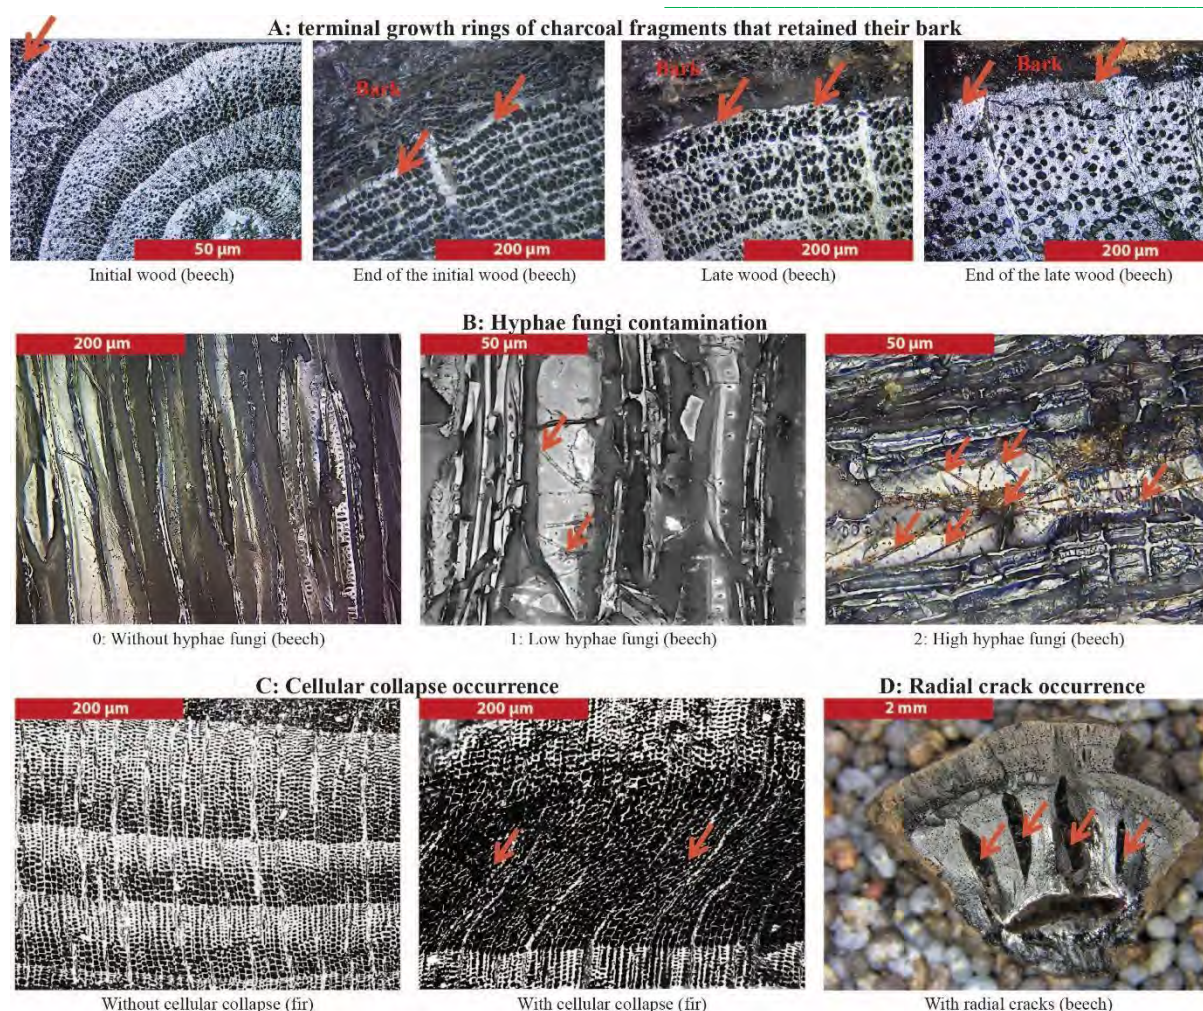 A: terminal growth rings of charcoal fragments that retained their bark
Bark
Bark
Bark
50 µm
200 µm
200 µm
200 µm
Initial wood (beech)
End of the initial wood (beech)
Late wood (beech)
End of the late wood (beech)
B: Hyphae fungi contamination
200 µm
50 µm
50 µm
0: Without hyphae fungi (beech)
1: Low hyphae fungi (beech)
2: High hyphae fungi (beech)
C: Cellular collapse occurrence
D: Radial crack occurrence
200 µm
200 µm
2 mm
Without cellular collapse (fir)
With cellular collapse (fir)
With radial cracks (beech)